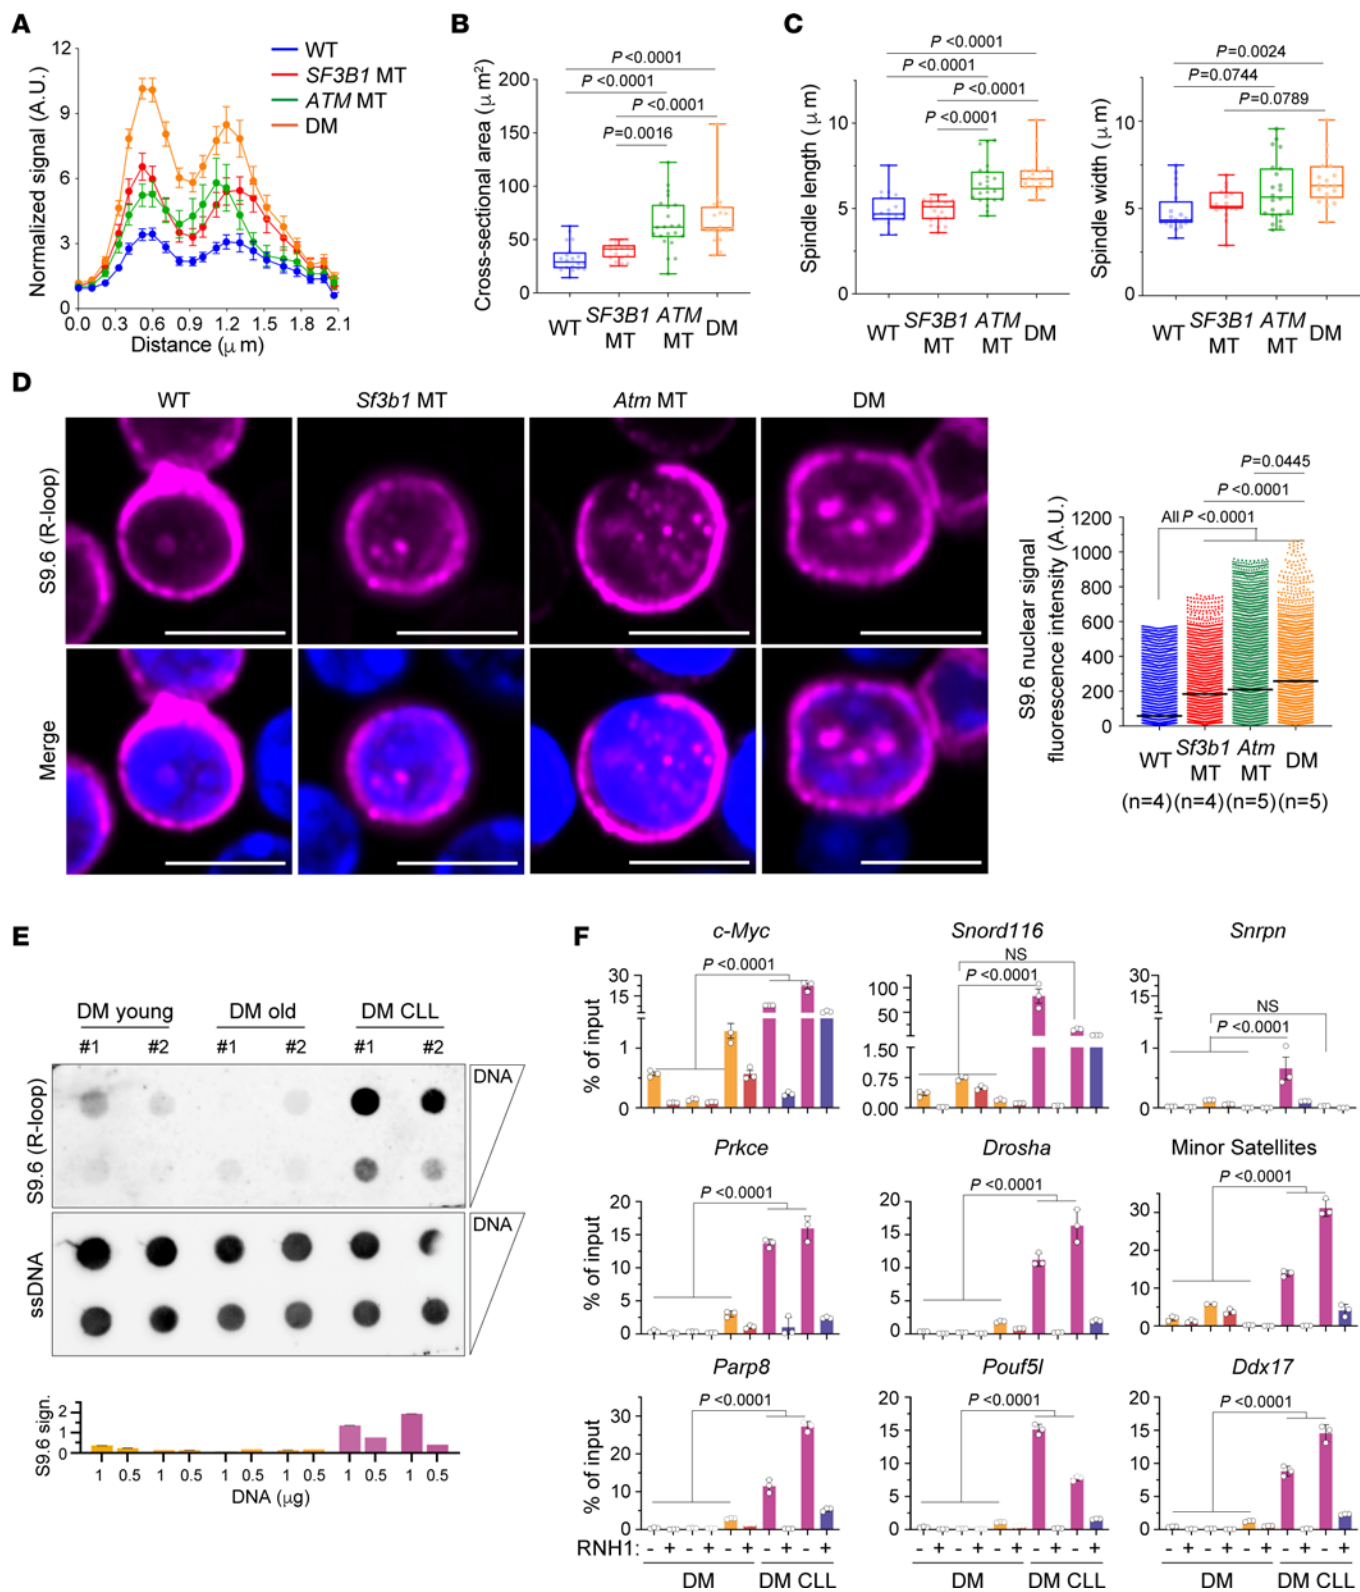 A
Normalized signal (A.U.)
12
9
6
3
0
0.0 0.3 0.6 0.9 1.2 1.5 1.8 2.1
Distance (μm)
WT
SF3B1 MT
ATM MT
DM
B
Cross-sectional area (μm²)
P <0.0001
P <0.0001
P <0.0001
P=0.0016
200
150
100
50
0
WT SF3B1 MT ATM MT DM
C
Spindle length (μm)
P <0.0001
P <0.0001
P <0.0001
P <0.0001
10
5
0
WT SF3B1 MT ATM MT DM
Spindle width (μm)
P=0.0024
P=0.0744
P=0.0789
10
5
0
WT SF3B1 MT ATM MT DM
D
WT Sf3b1 MT Atm MT DM
S9.6 (R-loop)
Merge
S9.6 nuclear signal
fluorescence intensity (A.U.)
P=0.0445
P <0.0001
All P <0.0001
1200
1000
800
600
400
200
0
WT Sf3b1 MT Atm MT DM
(n=4) (n=4) (n=5) (n=5)
E
DM young DM old DM CLL
#1 #2 #1 #2 #1 #2
S9.6 (R-loop)
DNA
ssDNA
DNA
S9.6 sign.
2
1
0
1 0.5 1 0.5 1 0.5 1 0.5 1 0.5 1 0.5
DNA (μg)
F
c-Myc
P <0.0001
% of input
30
15
1
0
Snord116
NS
P <0.0001
100
50
1.50
0.75
0.00
Snrpn
NS
P <0.0001
Prkce
P <0.0001
% of input
20
15
10
5
0
Drosha
P <0.0001
20
15
10
5
0
Minor Satellites
P <0.0001
30
20
10
0
Parp8
P <0.0001
% of input
30
20
10
0
Pouf5l
P <0.0001
20
15
10
5
0
Ddx17
P <0.0001
20
15
10
5
0
RNH1: - + - + - + - + - +
- + - + - + - + - +
- + - + - + - + - +
DM DM CLL
DM DM CLL
DM DM CLL